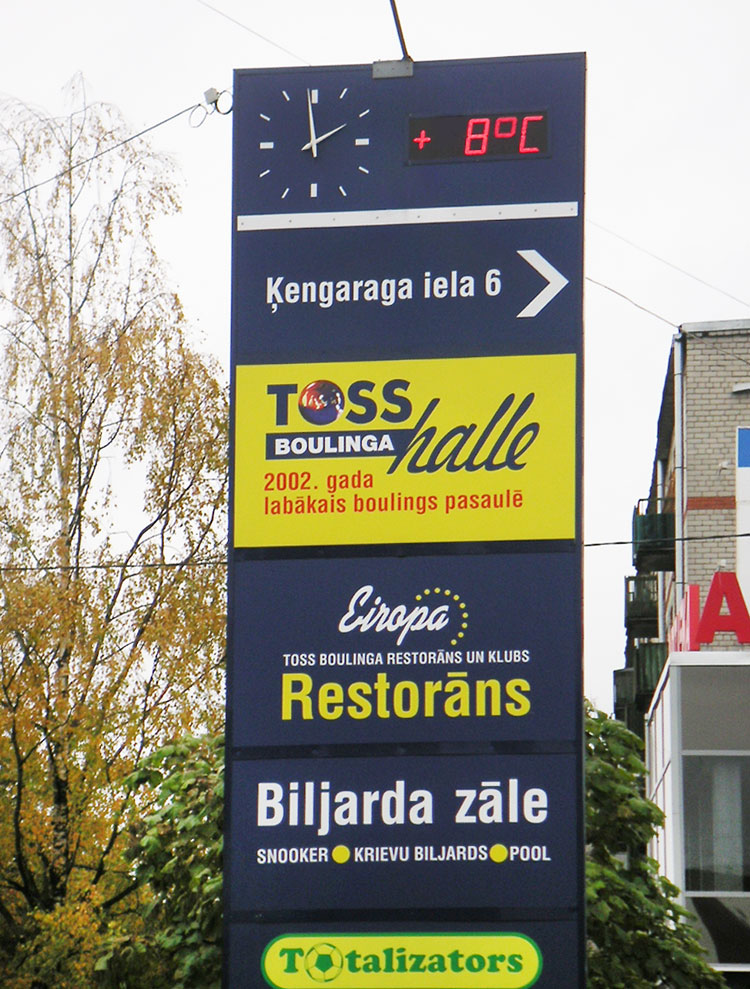 + 8°C
Ķengaraga iela 6
TOSS
BOULINGA halle
2002. gada
labākais boulings pasaulē
Eiropa
TOSS BOULINGA RESTORĀNS UN KLUBS
Restorāns
Biljarda zāle
SNOOKER KRIEVU BILJARDS POOL
Totalizators
A